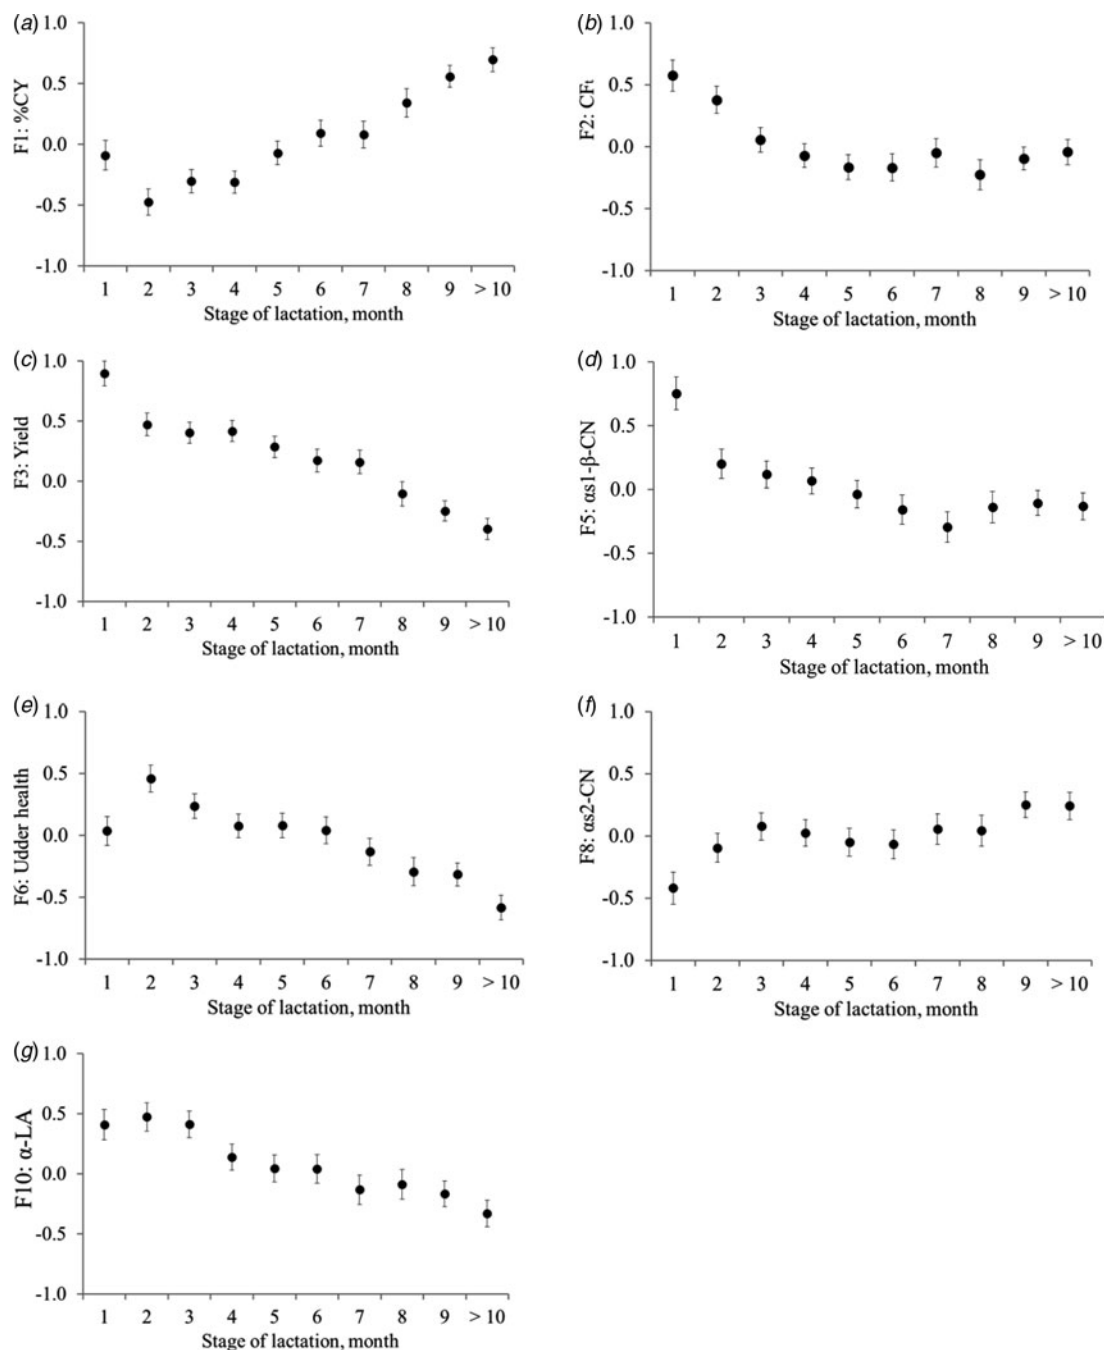 (a) 1.0
0.5
0.0
-0.5
-1.0
F1: %CY
1 2 3 4 5 6 7 8 9 > 10
Stage of lactation, month
(b) 1.0
0.5
0.0
-0.5
-1.0
F2: CFt
1 2 3 4 5 6 7 8 9 > 10
Stage of lactation, month
(c) 1.0
0.5
0.0
-0.5
-1.0
F3: Yield
1 2 3 4 5 6 7 8 9 > 10
Stage of lactation, month
(d) 1.0
0.5
0.0
-0.5
-1.0
F5: αs1-β-CN
1 2 3 4 5 6 7 8 9 > 10
Stage of lactation, month
(e) 1.0
0.5
0.0
-0.5
-1.0
F6: Udder health
1 2 3 4 5 6 7 8 9 > 10
Stage of lactation, month
(f) 1.0
0.5
0.0
-0.5
-1.0
F8: αs2-CN
1 2 3 4 5 6 7 8 9 > 10
Stage of lactation, month
(g) 1.0
0.5
0.0
-0.5
-1.0
F10: α-LA
1 2 3 4 5 6 7 8 9 > 10
Stage of lactation, month